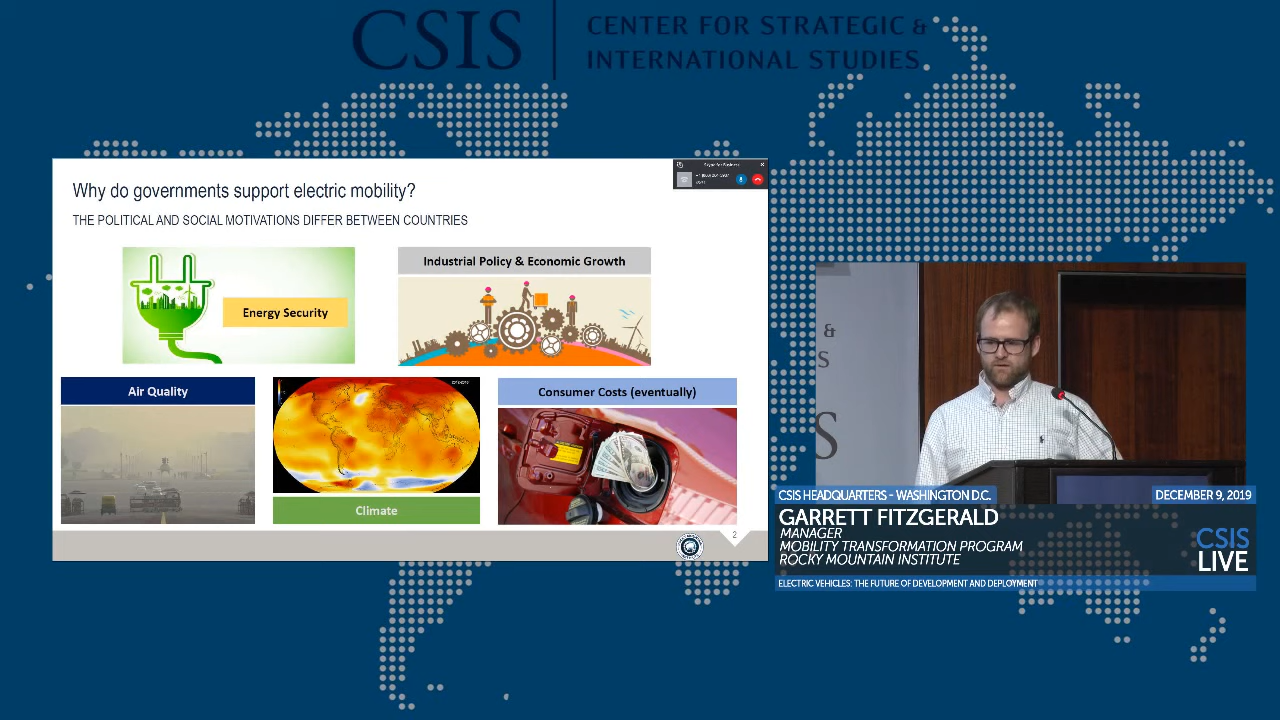 CSIS
CENTER FOR STRATEGIC &
INTERNATIONAL STUDIES
Why do governments support electric mobility?
THE POLITICAL AND SOCIAL MOTIVATIONS DIFFER BETWEEN COUNTRIES
Skype for Business
Energy Security
Industrial Policy & Economic Growth
Air Quality
Climate
Consumer Costs (eventually)
2
&
S
S
CSIS HEADQUARTERS - WASHINGTON D.C.
DECEMBER 9, 2019
GARRETT FITZGERALD
MANAGER
MOBILITY TRANSFORMATION PROGRAM
ROCKY MOUNTAIN INSTITUTE
CSIS
LIVE
ELECTRIC VEHICLES: THE FUTURE OF DEVELOPMENT AND DEPLOYMENT